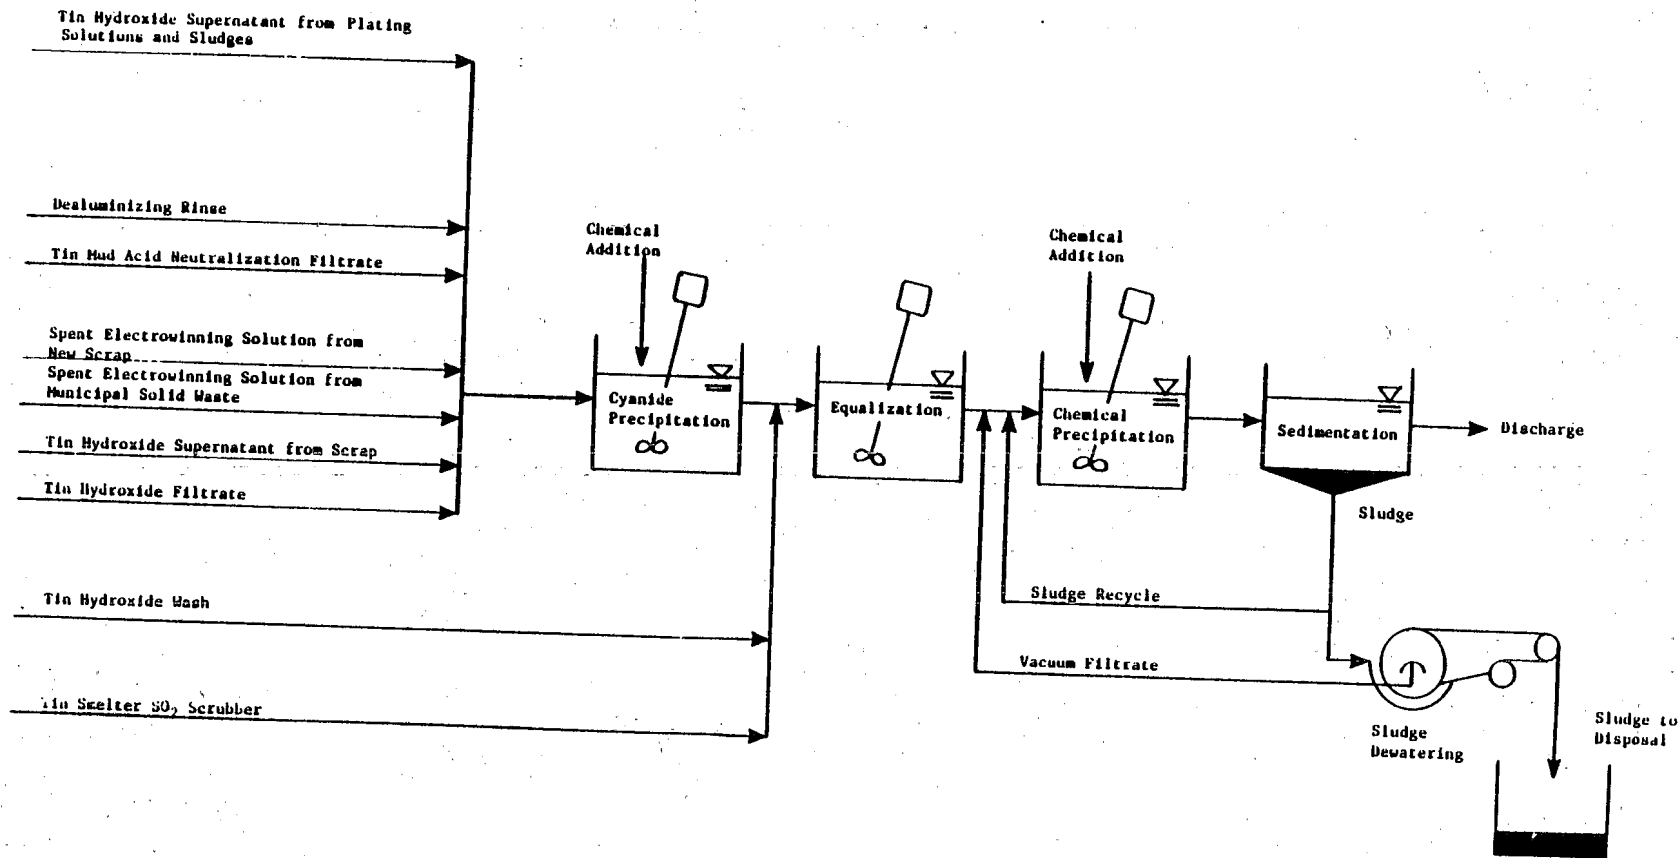 Tin Hydroxide Supernatant from Plating
Solutions and Sludges
Dealuminizing Rinse
Tin Mud Acid Neutralization Filtrate
Spent Electrowinning Solution from
New Scrap
Spent Electrowinning Solution from
Municipal Solid Waste
Tin Hydroxide Supernatant from Scrap
Tin Hydroxide Filtrate
Tin Hydroxide Wash
Tin Smelter SO₂ Scrubber
Chemical
Addition
Cyanide
Precipitation
Equalization
Chemical
Addition
Chemical
Precipitation
Sedimentation
Discharge
Sludge
Sludge Recycle
Vacuum Filtrate
Sludge
Dewatering
Sludge to
Disposal